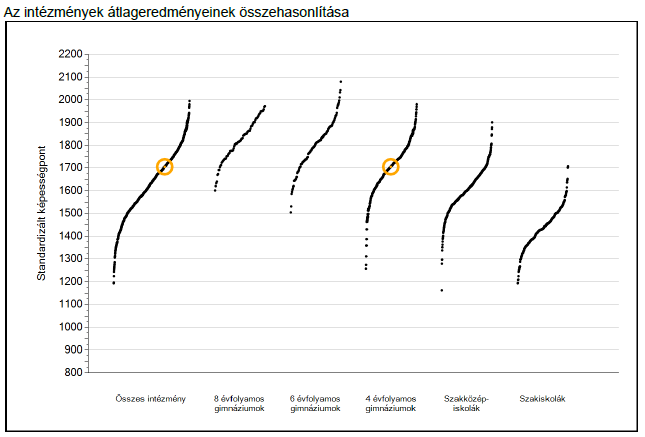 Az intézmények átlageredményeinek összehasonlítása
2200
2100
2000
1900
1800
1700
1600
1500
1400
1300
1200
1100
1000
900
800
Standardizált képességpont
Összes intézmény
8 évfolyamos
gimnáziumok
6 évfolyamos
gimnáziumok
4 évfolyamos
gimnáziumok
Szakközép-
iskolák
Szakiskolák